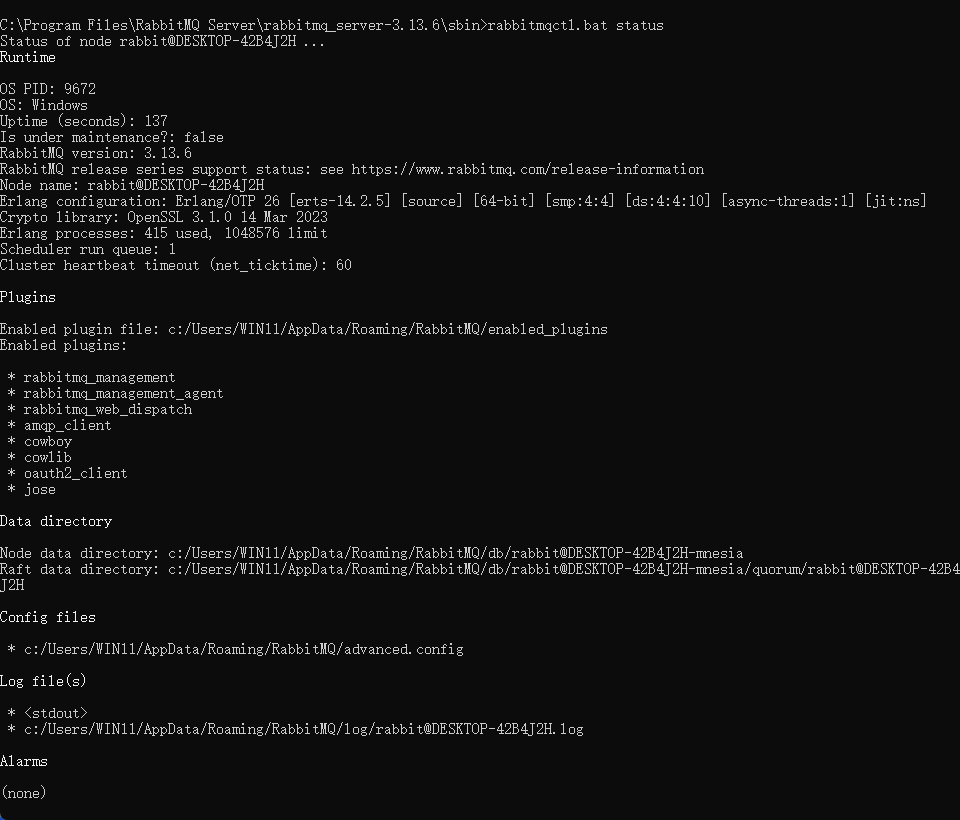 C:\Program Files\RabbitMQ Server\rabbitmq_server-3.13.6\sbin>rabbitmqctl.bat status
Status of node rabbit@DESKTOP-42B4J2H ...
Runtime

OS PID: 9672
OS: Windows
Uptime (seconds): 137
Is under maintenance?: false
RabbitMQ version: 3.13.6
RabbitMQ release series support status: see https://www.rabbitmq.com/release-information
Node name: rabbit@DESKTOP-42B4J2H
Erlang configuration: Erlang/OTP 26 [erts-14.2.5] [source] [64-bit] [smp:4:4] [ds:4:4:10] [async-threads:1] [jit:ns]
Crypto library: OpenSSL 3.1.0 14 Mar 2023
Erlang processes: 415 used, 1048576 limit
Scheduler run queue: 1
Cluster heartbeat timeout (net_ticktime): 60

Plugins

Enabled plugin file: c:/Users/WIN11/AppData/Roaming/RabbitMQ/enabled_plugins
Enabled plugins:

 * rabbitmq_management
 * rabbitmq_management_agent
 * rabbitmq_web_dispatch
 * amqp_client
 * cowboy
 * cowlib
 * oauth2_client
 * jose

Data directory

Node data directory: c:/Users/WIN11/AppData/Roaming/RabbitMQ/db/rabbit@DESKTOP-42B4J2H-mnesia
Raft data directory: c:/Users/WIN11/AppData/Roaming/RabbitMQ/db/rabbit@DESKTOP-42B4J2H-mnesia/quorum/rabbit@DESKTOP-42B4
J2H

Config files

 * c:/Users/WIN11/AppData/Roaming/RabbitMQ/advanced.config

Log file(s)

 * <stdout>
 * c:/Users/WIN11/AppData/Roaming/RabbitMQ/log/rabbit@DESKTOP-42B4J2H.log

Alarms

(none)